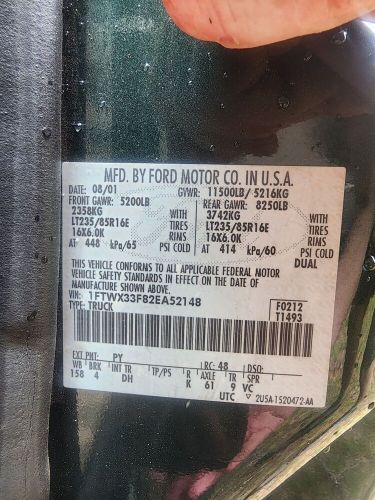 MFD. BY FORD MOTOR CO. IN U.S.A.
DATE: 08/01 GVWR: 11500LB/ 5216KG
FRONT GAWR: 5200LB REAR GAWR: 8250LB
2358KG WITH 3742KG WITH
LT235/85R16E TIRES LT235/85R16E TIRES
16X6.0K RIMS 16X6.0K RIMS
AT 448 kPa/65 PSI COLD AT 414 kPa/60 PSI COLD
DUAL
THIS VEHICLE CONFORMS TO ALL APPLICABLE FEDERAL MOTOR
VEHICLE SAFETY STANDARDS IN EFFECT ON THE DATE OF
MANUFACTURE SHOWN ABOVE.
VIN: 1FTWX33F82EA52148 F0212
TYPE: TRUCK T1493
EXT PNT: PY RC: 48 DSO:
WB BRK INT TR TP/PS R AXLE TR SPR
158 4 DH K 61 9 VC
UTC ▽ 2U5A-1520472-AA